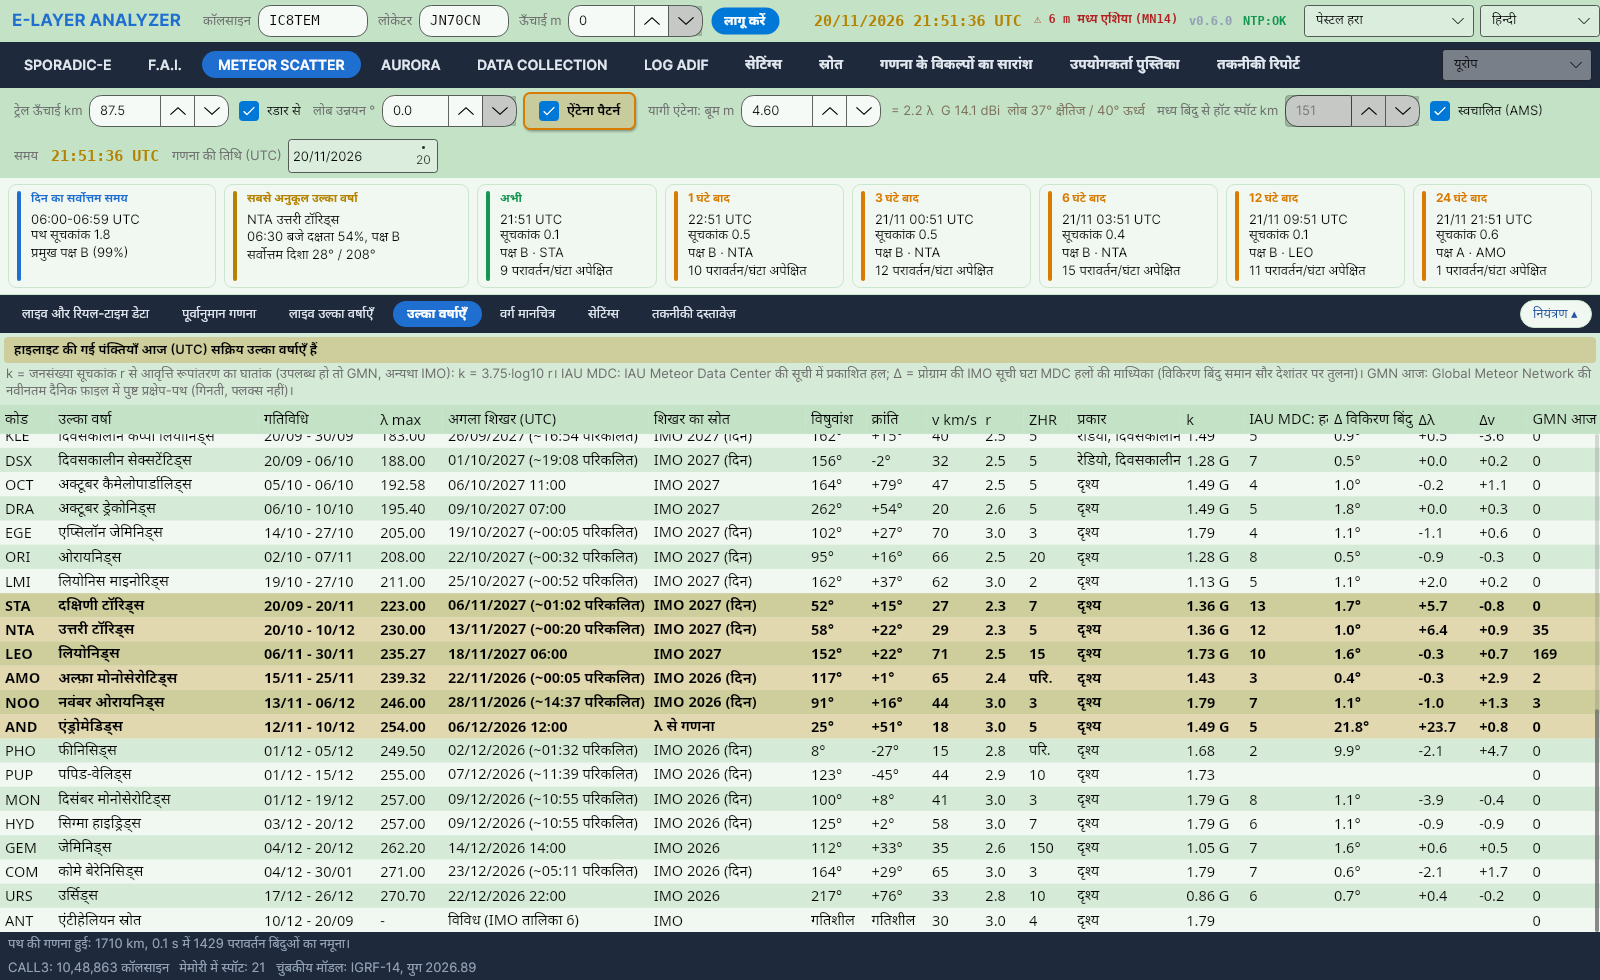 E-LAYER ANALYZER कॉलसाइन IC8TEM लोकेटर JN70CN ऊँचाई m 0 लागू करें 20/11/2026 21:51:36 UTC ⚠ 6 m मध्य एशिया (MN14) v0.6.0 NTP:OK पेस्टल हरा हिन्दी
SPORADIC-E F.A.I. METEOR SCATTER AURORA DATA COLLECTION LOG ADIF सेटिंग्स स्रोत गणना के विकल्पों का सारांश उपयोगकर्ता पुस्तिका तकनीकी रिपोर्ट यूरोप
ट्रेल ऊँचाई km 87.5 रडार से लोब उन्नयन ° 0.0 ऐंटेना पैटर्न यागी एंटेना: बूम m 4.60 = 2.2 λ G 14.1 dBi लोब 37° क्षैतिज / 40° ऊर्ध्व मध्य बिंदु से हॉट स्पॉट km 151 स्वचालित (AMS)
समय 21:51:36 UTC गणना की तिथि (UTC) 20/11/2026 20
दिन का सर्वोत्तम समय
06:00-06:59 UTC
पथ सूचकांक 1.8
प्रमुख पक्ष B (99%)
सबसे अनुकूल उल्का वर्षा
NTA उत्तरी टॉरिड्स
06:30 बजे दक्षता 54%, पक्ष B
सर्वोत्तम दिशा 28° / 208°
अभी
21:51 UTC
सूचकांक 0.1
पक्ष B · STA
9 परावर्तन/घंटा अपेक्षित
1 घंटे बाद
22:51 UTC
सूचकांक 0.5
पक्ष B · NTA
10 परावर्तन/घंटा अपेक्षित
3 घंटे बाद
21/11 00:51 UTC
सूचकांक 0.5
पक्ष B · NTA
12 परावर्तन/घंटा अपेक्षित
6 घंटे बाद
21/11 03:51 UTC
सूचकांक 0.4
पक्ष B · NTA
15 परावर्तन/घंटा अपेक्षित
12 घंटे बाद
21/11 09:51 UTC
सूचकांक 0.1
पक्ष B · LEO
11 परावर्तन/घंटा अपेक्षित
24 घंटे बाद
21/11 21:51 UTC
सूचकांक 0.6
पक्ष A · AMO
1 परावर्तन/घंटा अपेक्षित
लाइव और रियल-टाइम डेटा पूर्वानुमान गणना लाइव उल्का वर्षाएँ उल्का वर्षाएँ वर्ग मानचित्र सेटिंग्स तकनीकी दस्तावेज़ नियंत्रण ▴
हाइलाइट की गई पंक्तियाँ आज (UTC) सक्रिय उल्का वर्षाएँ हैं
k = जनसंख्या सूचकांक r से आवृत्ति रूपांतरण का घातांक (उपलब्ध हो तो GMN, अन्यथा IMO): k = 3.75·log10 r। IAU MDC: IAU Meteor Data Center की सूची में प्रकाशित हल; Δ = प्रोग्राम की IMO सूची घटा MDC हलों की माध्यिका (विकिरण बिंदु समान सौर देशांतर पर तुलना)। GMN आज: Global Meteor Network की
नवीनतम दैनिक फाइल में पुष्ट प्रक्षेप-पथ (गिनती, फ्लक्स नहीं)।
कोड उल्का वर्षा गतिविधि λ max अगला शिखर (UTC) शिखर का स्रोत विषुवांश क्रांति v km/s r ZHR प्रकार k IAU MDC: Δ विकिरण बिंदु Δλ Δv GMN आज
KLE दिवसकालीन कप्पा लियोनिड्स 20/09 - 30/09 183.00 26/09/2027 (~16:54 परिकलित) IMO 2027 (दिन) 162° +15° 40 2.5 5 रेडियो, दिवसकालीन 1.49 5 0.9° +0.5 -3.6 0
DSX दिवसकालीन सेक्सटेंटिड्स 20/09 - 06/10 188.00 01/10/2027 (~19:08 परिकलित) IMO 2027 (दिन) 156° -2° 32 2.5 5 रेडियो, दिवसकालीन 1.28 G 7 0.5° +0.0 +0.2 0
OCT अक्टूबर कैमेलोपार्डालिड्स 05/10 - 06/10 192.58 06/10/2027 11:00 IMO 2027 164° +79° 47 2.5 5 दृश्य 1.49 G 4 1.0° -0.2 +1.1 0
DRA अक्टूबर ड्रेकोनिड्स 06/10 - 10/10 195.40 09/10/2027 07:00 IMO 2027 262° +54° 20 2.6 5 दृश्य 1.49 G 5 1.8° +0.0 +0.3 0
EGE एप्सिलॉन जेमिनिड्स 14/10 - 27/10 205.00 19/10/2027 (~00:05 परिकलित) IMO 2027 (दिन) 102° +27° 70 3.0 3 दृश्य 1.79 4 1.1° -1.1 +0.6 0
ORI ओरायनिड्स 02/10 - 07/11 208.00 22/10/2027 (~00:32 परिकलित) IMO 2027 (दिन) 95° +16° 66 2.5 20 दृश्य 1.28 G 8 0.5° -0.9 -0.3 0
LMI लियोनिस माइनोरिड्स 19/10 - 27/10 211.00 25/10/2027 (~00:52 परिकलित) IMO 2027 (दिन) 162° +37° 62 3.0 2 दृश्य 1.13 G 5 1.1° +2.0 +0.2 0
STA दक्षिणी टॉरिड्स 20/09 - 20/11 223.00 06/11/2027 (~01:02 परिकलित) IMO 2027 (दिन) 52° +15° 27 2.3 7 दृश्य 1.36 G 13 1.7° +5.7 -0.8 0
NTA उत्तरी टॉरिड्स 20/10 - 10/12 230.00 13/11/2027 (~00:20 परिकलित) IMO 2027 (दिन) 58° +22° 29 2.3 5 दृश्य 1.36 G 12 1.0° +6.4 +0.9 35
LEO लियोनिड्स 06/11 - 30/11 235.27 18/11/2027 06:00 IMO 2027 152° +22° 71 2.5 15 दृश्य 1.73 G 10 1.6° -0.3 +0.7 169
AMO अल्फ़ा मोनोसेरोटिड्स 15/11 - 25/11 239.32 22/11/2026 (~00:05 परिकलित) IMO 2026 (दिन) 117° +1° 65 2.4 परि. दृश्य 1.43 3 0.4° -0.3 +2.9 2
NOO नवंबर ओरायनिड्स 13/11 - 06/12 246.00 28/11/2026 (~14:37 परिकलित) IMO 2026 (दिन) 91° +16° 44 3.0 3 दृश्य 1.79 7 1.1° -1.0 +1.3 3
AND एंड्रोमेडिड्स 12/11 - 10/12 254.00 06/12/2026 12:00 λ से गणना 25° +51° 18 3.0 5 दृश्य 1.49 G 5 21.8° +23.7 +0.8 0
PHO फीनिसिड्स 01/12 - 05/12 249.50 02/12/2026 (~01:32 परिकलित) IMO 2026 (दिन) 8° -27° 15 2.8 परि. दृश्य 1.68 2 9.9° -2.1 +4.7 0
PUP पपिड-वेलिड्स 01/12 - 15/12 255.00 07/12/2026 (~11:39 परिकलित) IMO 2026 (दिन) 123° -45° 44 2.9 10 दृश्य 1.73 0
MON दिसंबर मोनोसेरोटिड्स 01/12 - 19/12 257.00 09/12/2026 (~10:55 परिकलित) IMO 2026 (दिन) 100° +8° 41 3.0 3 दृश्य 1.79 G 8 1.1° -3.9 -0.4 0
HYD सिग्मा हाइड्रिड्स 03/12 - 20/12 257.00 09/12/2026 (~10:55 परिकलित) IMO 2026 (दिन) 125° +2° 58 3.0 7 दृश्य 1.79 G 6 1.1° -0.9 -0.9 0
GEM जेमिनिड्स 04/12 - 20/12 262.20 14/12/2026 14:00 IMO 2026 112° +33° 35 2.6 150 दृश्य 1.05 G 7 1.6° +0.6 +0.5 0
COM कोमे बेरेनिसिड्स 04/12 - 30/01 271.00 23/12/2026 (~05:11 परिकलित) IMO 2026 (दिन) 164° +29° 65 3.0 3 दृश्य 1.79 7 0.6° -2.1 +1.7 0
URS उर्सिड्स 17/12 - 26/12 270.70 22/12/2026 22:00 IMO 2026 217° +76° 33 2.8 10 दृश्य 0.86 G 6 0.7° +0.4 -0.2 0
ANT एंटीहेलियन स्रोत 10/12 - 20/09 - विविध (IMO तालिका 6) IMO गतिशील गतिशील 30 3.0 4 दृश्य 1.79 0
पथ की गणना हुई: 1710 km, 0.1 s में 1429 परावर्तन बिंदुओं का नमूना।
CALL3: 10,48,863 कॉलसाइन मेमोरी में स्पॉट: 21 चुंबकीय मॉडल: IGRF-14, युग 2026.89